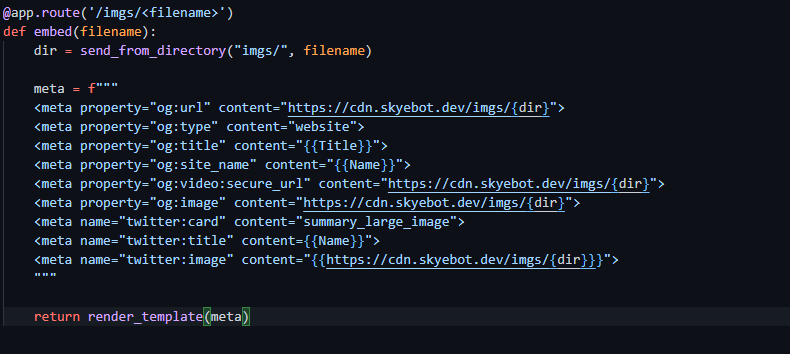 @app.route('/imgs/<filename>')
def embed(filename):
    dir = send_from_directory("imgs/", filename)

    meta = f"""
    <meta property="og:url" content="https://cdn.skyebot.dev/imgs/{dir}">
    <meta property="og:type" content="website">
    <meta property="og:title" content="{{Title}}">
    <meta property="og:site_name" content="{{Name}}">
    <meta property="og:video:secure_url" content="https://cdn.skyebot.dev/imgs/{dir}">
    <meta property="og:image" content="https://cdn.skyebot.dev/imgs/{dir}">
    <meta name="twitter:card" content="summary_large_image">
    <meta name="twitter:title" content={{Name}}">
    <meta name="twitter:image" content="{{https://cdn.skyebot.dev/imgs/{dir}}}">
    """

    return render_template(meta)